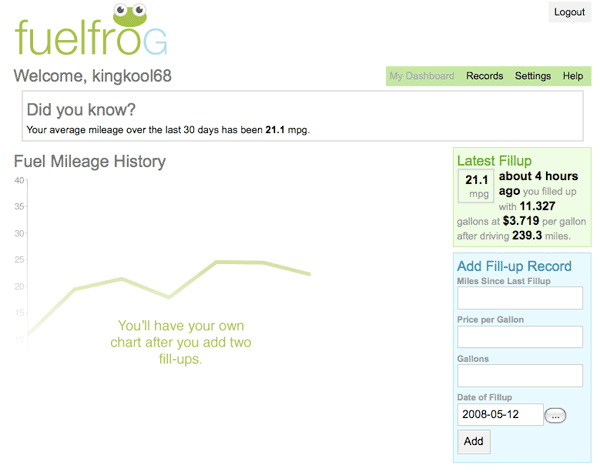 Logout
fuelfroG
Welcome, kingkool68
My Dashboard Records Settings Help
Did you know?
Your average mileage over the last 30 days has been 21.1 mpg.
Fuel Mileage History
40
35
30
25
20
15
10
You'll have your own
chart after you add two
fill-ups.
Latest Fillup
21.1
mpg
about 4 hours
ago you filled up
with 11.327
gallons at $3.719 per gallon
after driving 239.3 miles.
Add Fill-up Record
Miles Since Last Fillup
Price per Gallon
Gallons
Date of Fillup
2008-05-12
...
Add